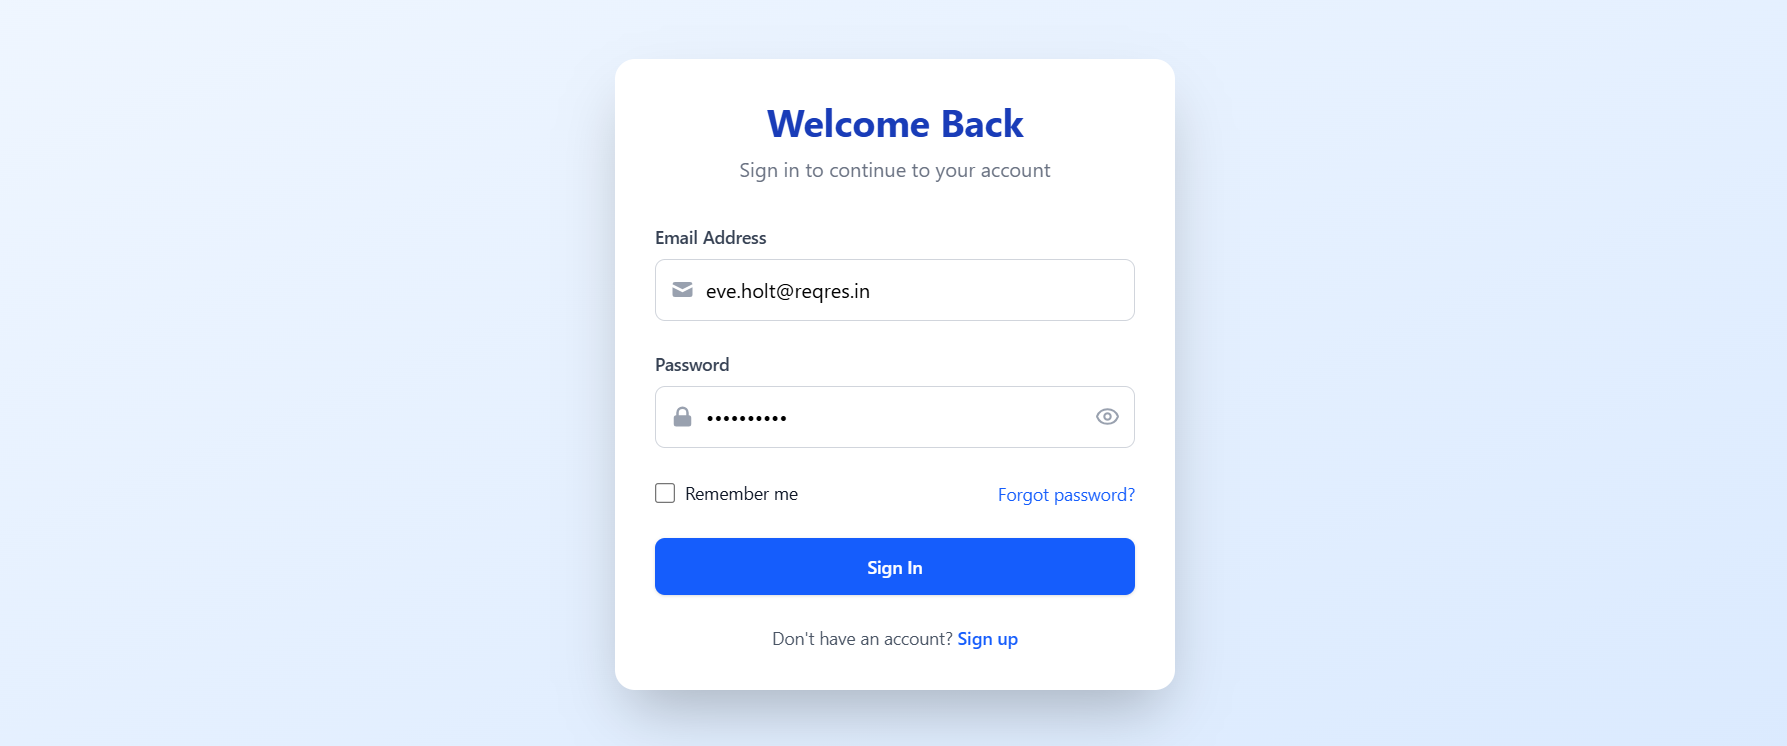 Welcome Back
Sign in to continue to your account
Email Address
eve.holt@reqres.in
Password
••••••••••
Remember me
Forgot password?
Sign In
Don't have an account? Sign up